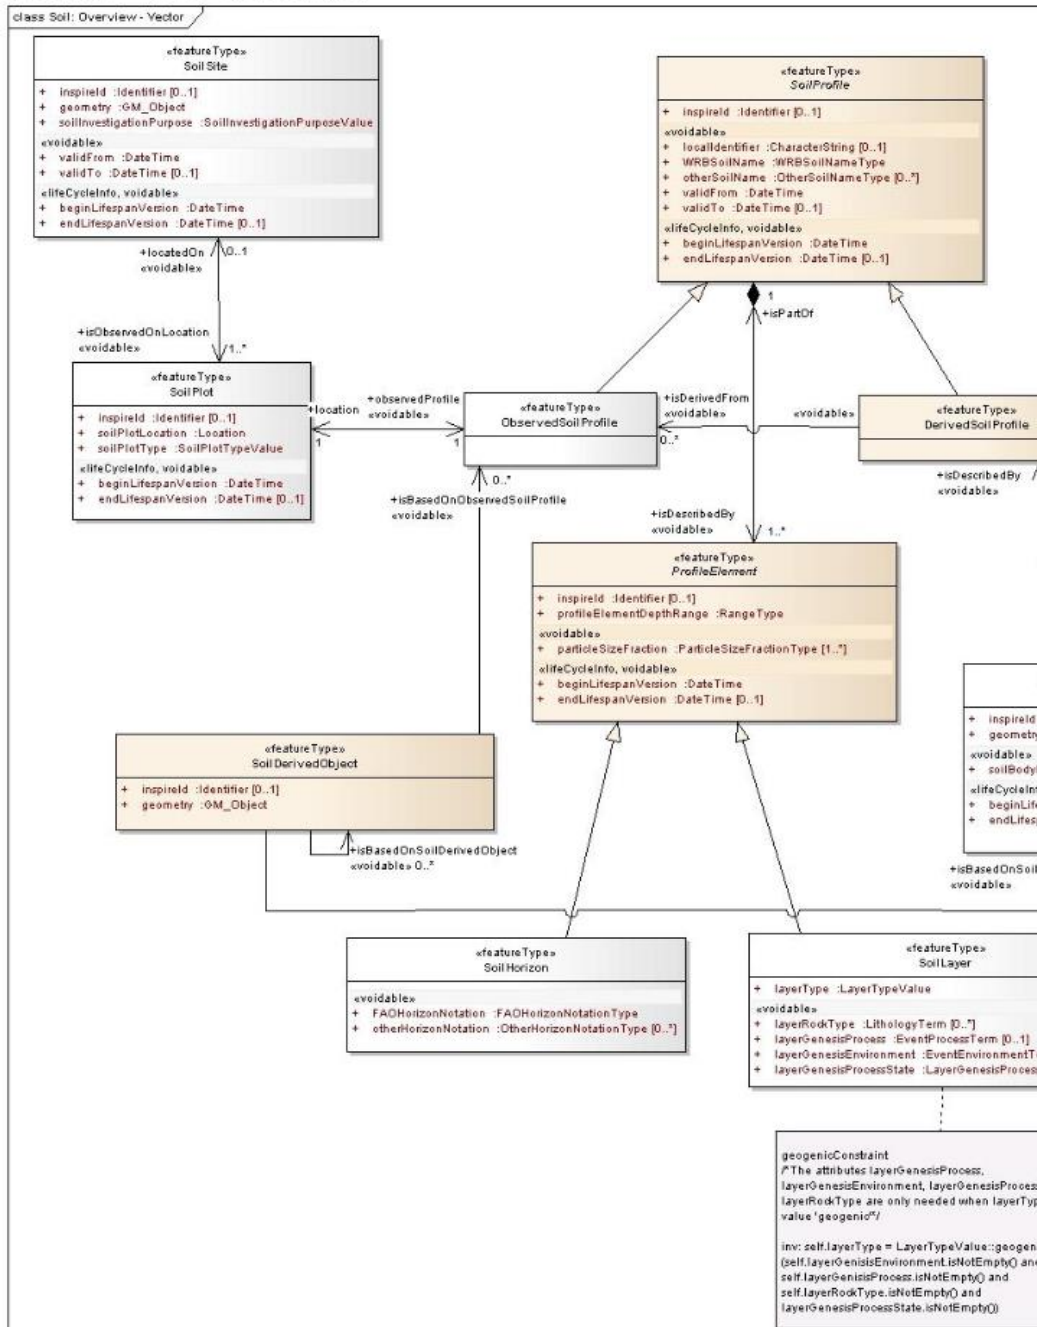 class Soil: Overview - Vector
«featureType»
SoilSite
+ inspireId :Identifier [0..1]
+ geometry :GM_Object
+ soilInvestigationPurpose :SoilInvestigationPurposeValue
«voidable»
+ validFrom :DateTime
+ validTo :DateTime [0..1]
«lifeCycleInfo, voidable»
+ beginLifespanVersion :DateTime
+ endLifespanVersion :DateTime [0..1]
«featureType»
SoilProfile
+ inspireId :Identifier [0..1]
«voidable»
+ localIdentifier :CharacterString [0..1]
+ WRBSoilName :WRBSoilNameType
+ otherSoilName :OtherSoilNameType [0..*]
+ validFrom :DateTime
+ validTo :DateTime [0..1]
«lifeCycleInfo, voidable»
+ beginLifespanVersion :DateTime
+ endLifespanVersion :DateTime [0..1]
+locatedOn
«voidable»
0..1
+isObservedOnLocation
«voidable»
1..*
1
+isPartOf
«featureType»
SoilPlot
+ inspireId :Identifier [0..1]
+ soilPlotLocation :Location
+ soilPlotType :SoilPlotTypeValue
«lifeCycleInfo, voidable»
+ beginLifespanVersion :DateTime
+ endLifespanVersion :DateTime [0..1]
+location
1
+observedProfile
«voidable»
1
«featureType»
ObservedSoilProfile
+isDerivedFrom
«voidable»
0..*
«voidable»
«featureType»
DerivedSoilProfile
+isDescribedBy
«voidable»
0..*
+isBasedOnObservedSoilProfile
«voidable»
+isDescribedBy
«voidable»
1..*
«featureType»
ProfileElement
+ inspireId :Identifier [0..1]
+ profileElementDepthRange :RangeType
«voidable»
+ particleSizeFraction :ParticleSizeFractionType [1..*]
«lifeCycleInfo, voidable»
+ beginLifespanVersion :DateTime
+ endLifespanVersion :DateTime [0..1]
+ inspireId
+ geometry
«voidable»
+ soilBody
«lifeCycleInf
+ beginLife
+ endLifesp
+isBasedOnSoil
«voidable»
«featureType»
SoilDerivedObject
+ inspireId :Identifier [0..1]
+ geometry :GM_Object
+isBasedOnSoilDerivedObject
«voidable» 0..*
«featureType»
SoilHorizon
«voidable»
+ FAOHorizonNotation :FAOHorizonNotationType
+ otherHorizonNotation :OtherHorizonNotationType [0..*]
«featureType»
SoilLayer
+ layerType :LayerTypeValue
«voidable»
+ layerRockType :LithologyTerm [0..*]
+ layerGenesisProcess :EventProcessTerm [0..1]
+ layerGenesisEnvironment :EventEnvironmentT
+ layerGenesisProcessState :LayerGenesisProces
geogenicConstraint
/*The attributes layerGenesisProcess,
layerGenesisEnvironment, layerGenesisProcess
layerRockType are only needed when layerTyp
value 'geogenic'*/
inv: self.layerType = LayerTypeValue::geogen
(self.layerGenisisEnvironment.isNotEmpty() and
self.layerGenisisProcess.isNotEmpty() and
self.layerRockType.isNotEmpty() and
layerGenesisProcessState.isNotEmpty())